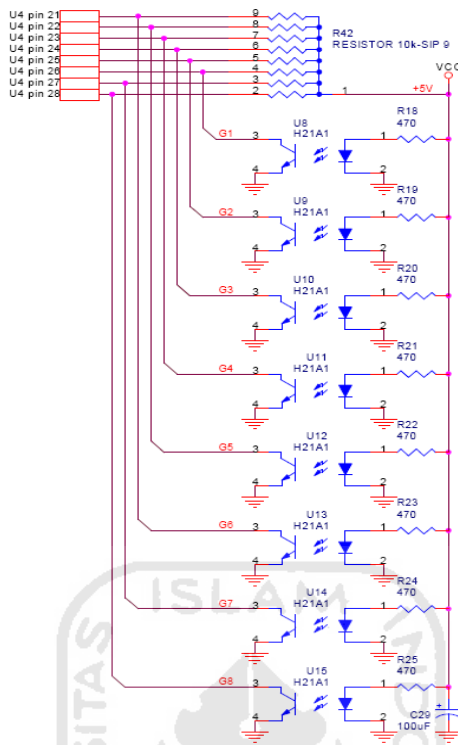 U4 pin 21 9
U4 pin 22 8
U4 pin 23 7
U4 pin 24 6
U4 pin 25 5
U4 pin 26 4
U4 pin 27 3
U4 pin 28 2
R42
RESISTOR 10k-SIP 9
1 +5V
VCC
G1 3 4 U8
H21A1
1 2 R18
470
G2 3 4 U9
H21A1
1 2 R19
470
G3 3 4 U10
H21A1
1 2 R20
470
G4 3 4 U11
H21A1
1 2 R21
470
G5 3 4 U12
H21A1
1 2 R22
470
G6 3 4 U13
H21A1
1 2 R23
470
G7 3 4 U14
H21A1
1 2 R24
470
G8 3 4 U15
H21A1
1 2 R25
470
+
C29
100uF
ISLAM
SITAS